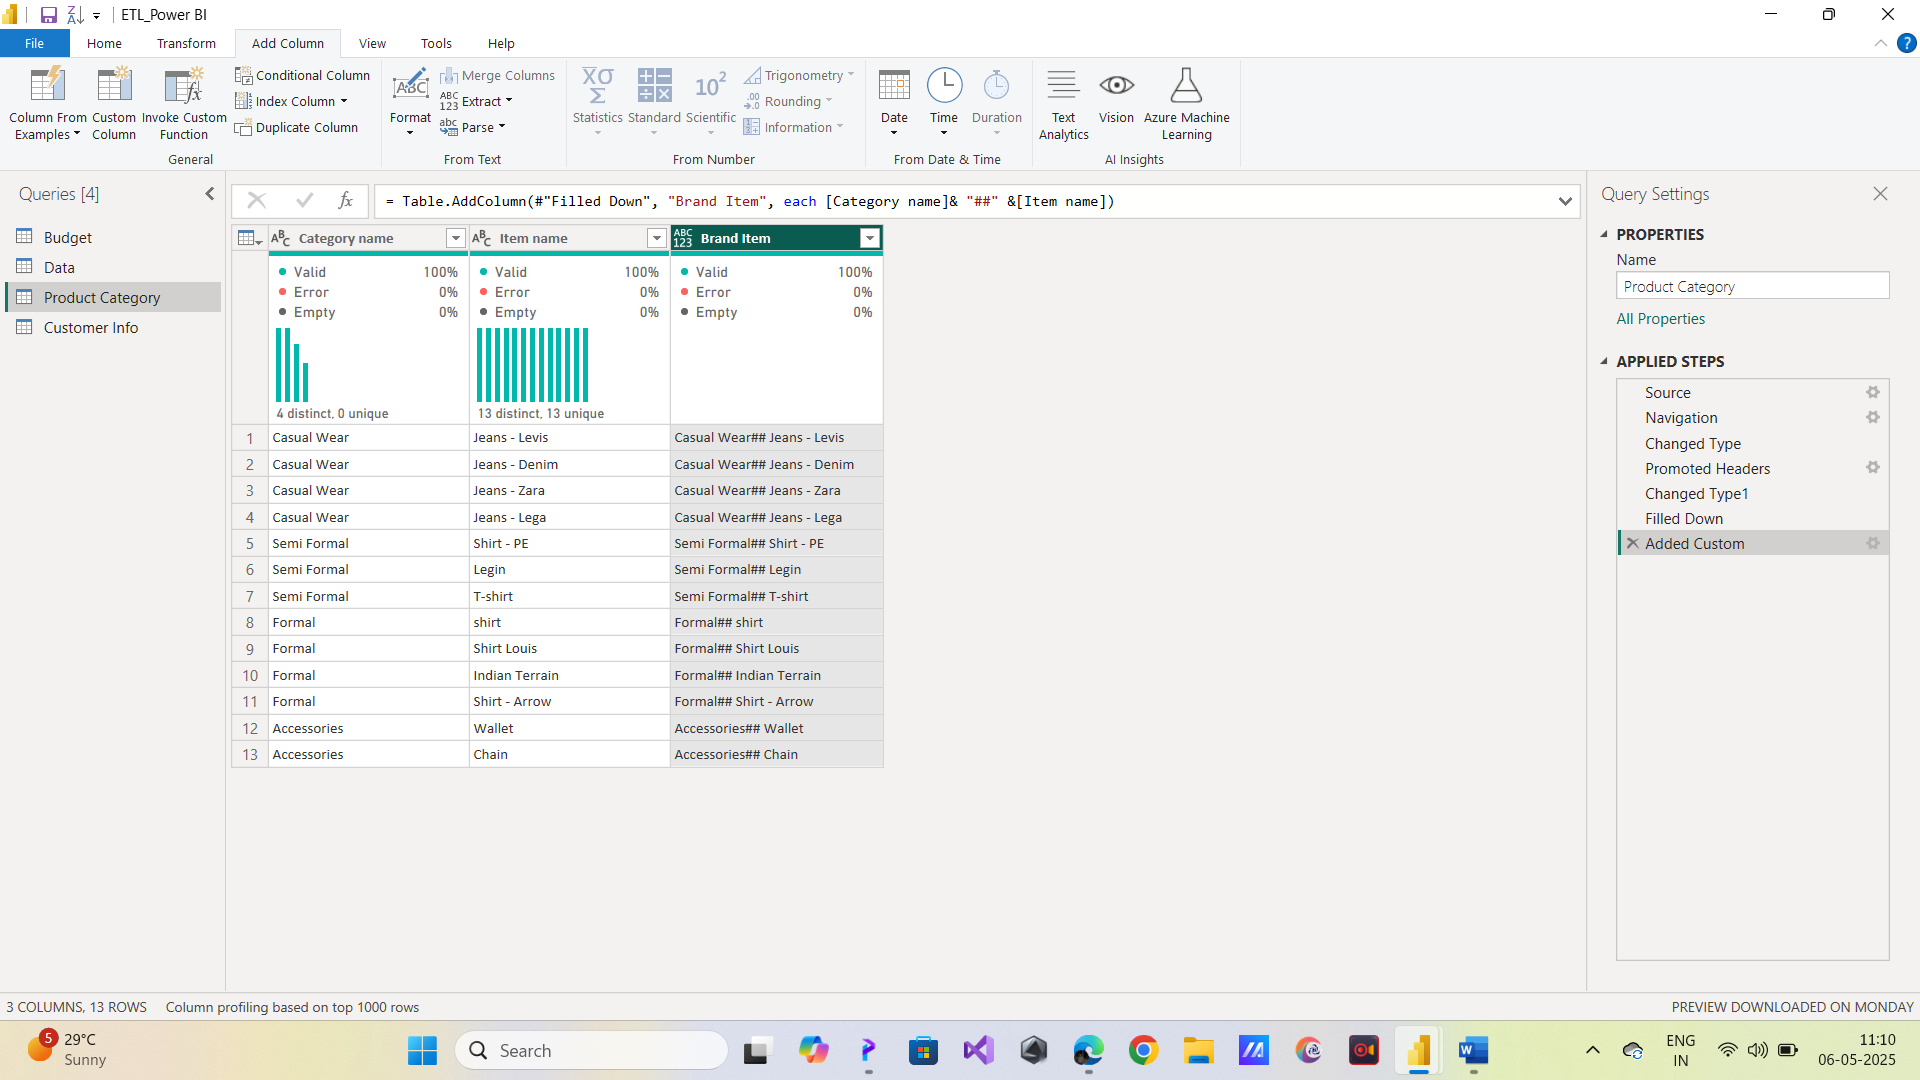 ETL_Power BI
File Home Transform Add Column View Tools Help
Column From Examples
Custom Column
Invoke Custom Function
Conditional Column
Index Column
Duplicate Column
General
Format
Merge Columns
Extract
Parse
From Text
Statistics
Standard
Scientific
Trigonometry
Rounding
Information
From Number
Date
Time
Duration
From Date & Time
Text Analytics
Vision
Azure Machine Learning
AI Insights
Queries [4]
Budget
Data
Product Category
Customer Info
= Table.AddColumn(#"Filled Down", "Brand Item", each [Category name]& "##" &[Item name])
Category name Item name Brand Item
Valid 100% Valid 100% Valid 100%
Error 0% Error 0% Error 0%
Empty 0% Empty 0% Empty 0%
4 distinct, 0 unique 13 distinct, 13 unique
1 Casual Wear Jeans - Levis Casual Wear## Jeans - Levis
2 Casual Wear Jeans - Denim Casual Wear## Jeans - Denim
3 Casual Wear Jeans - Zara Casual Wear## Jeans - Zara
4 Casual Wear Jeans - Lega Casual Wear## Jeans - Lega
5 Semi Formal Shirt - PE Semi Formal## Shirt - PE
6 Semi Formal Legin Semi Formal## Legin
7 Semi Formal T-shirt Semi Formal## T-shirt
8 Formal shirt Formal## shirt
9 Formal Shirt Louis Formal## Shirt Louis
10 Formal Indian Terrain Formal## Indian Terrain
11 Formal Shirt - Arrow Formal## Shirt - Arrow
12 Accessories Wallet Accessories## Wallet
13 Accessories Chain Accessories## Chain
Query Settings
PROPERTIES
Name
Product Category
All Properties
APPLIED STEPS
Source
Navigation
Changed Type
Promoted Headers
Changed Type1
Filled Down
Added Custom
3 COLUMNS, 13 ROWS Column profiling based on top 1000 rows
PREVIEW DOWNLOADED ON MONDAY
5
29°C
Sunny
Search
ENG
IN
11:10
06-05-2025